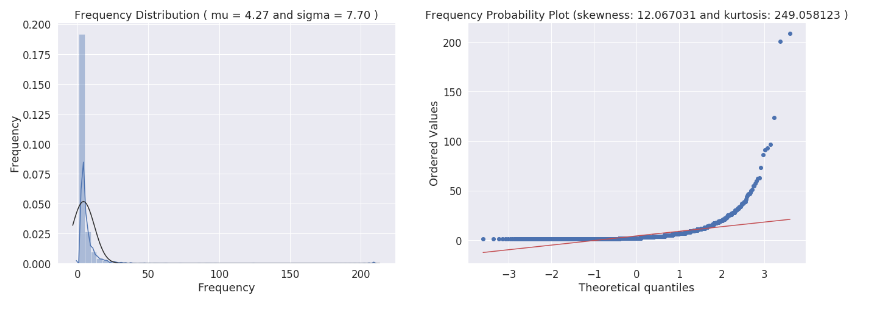 Frequency Distribution ( mu = 4.27 and sigma = 7.70 )
0.200
0.175
0.150
0.125
0.100
0.075
0.050
0.025
0.000
Frequency
0 50 100 150 200
Frequency
Frequency Probability Plot (skewness: 12.067031 and kurtosis: 249.058123 )
200
150
100
50
0
Ordered Values
−3 −2 −1 0 1 2 3
Theoretical quantiles